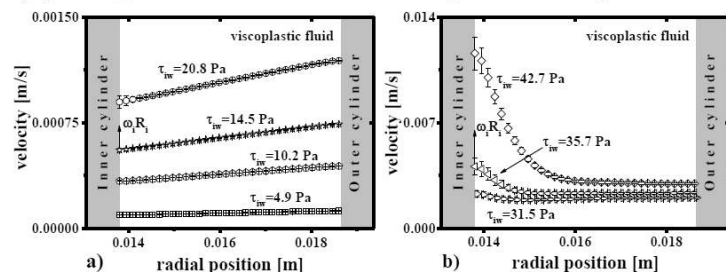 viscoplastic fluid
τiw=20.8 Pa
τiw=14.5 Pa
τiw=10.2 Pa
τiw=4.9 Pa
ωiRi
Inner cylinder
Outer cylinder
velocity [m/s]
0.00150
0.00075
0.00000
0.014
0.016
0.018
a) radial position [m]
viscoplastic fluid
τiw=42.7 Pa
τiw=35.7 Pa
τiw=31.5 Pa
ωiRi
Inner cylinder
Outer cylinder
velocity [m/s]
0.014
0.007
0.000
0.014
0.016
0.018
b) radial position [m]